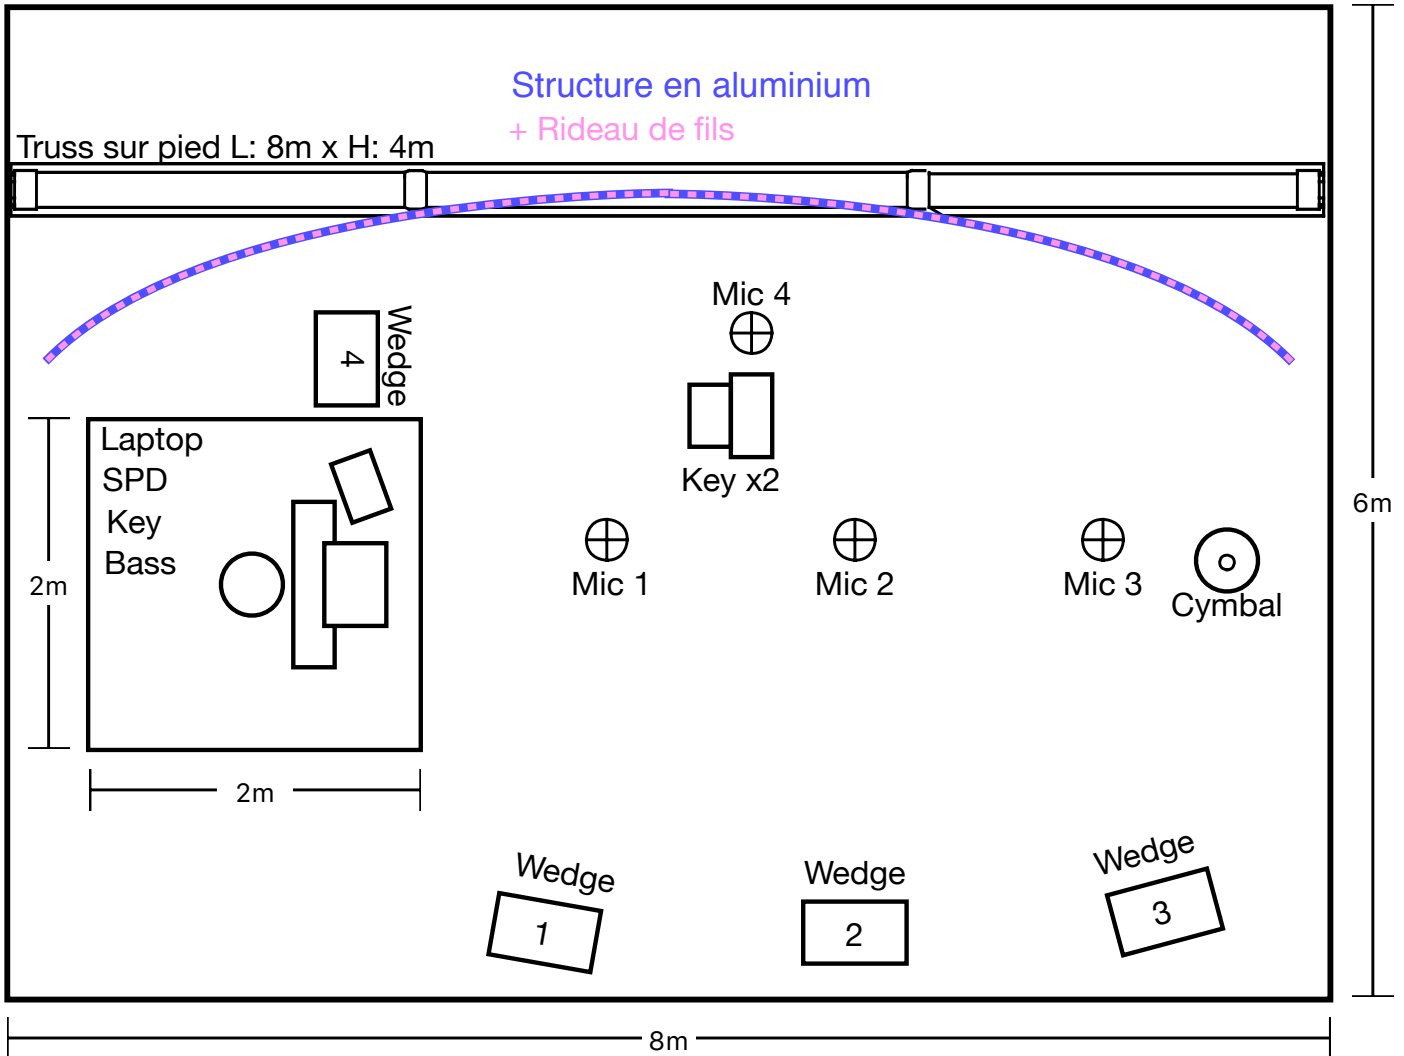 Structure en aluminium
+ Rideau de fils
Truss sur pied L: 8m x H: 4m
Mic 4
Wedge
4
Laptop
SPD
Key
Bass
Key x2
6m
2m
Mic 1
Mic 2
Mic 3
Cymbal
2m
Wedge
1
Wedge
2
Wedge
3
8m